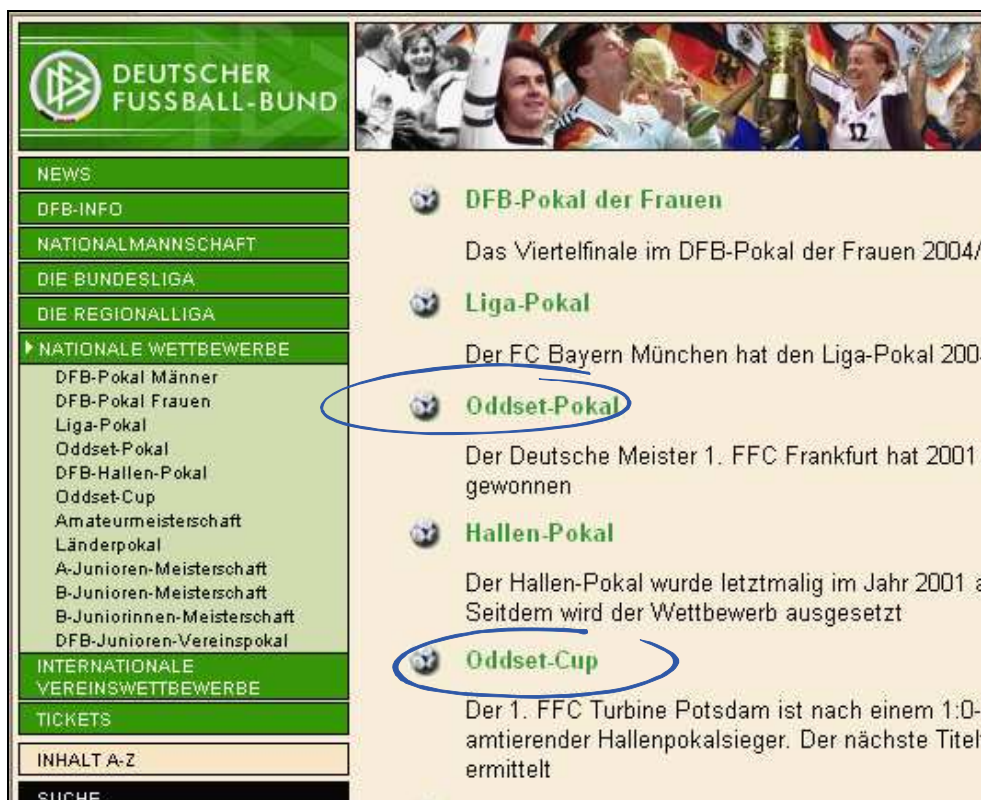 DEUTSCHER
FUSSBALL-BUND
12
NEWS
DFB-INFO
NATIONALMANNSCHAFT
DIE BUNDESLIGA
DIE REGIONALLIGA
NATIONALE WETTBEWERBE
DFB-Pokal Männer
DFB-Pokal Frauen
Liga-Pokal
Oddset-Pokal
DFB-Hallen-Pokal
Oddset-Cup
Amateurmeisterschaft
Länderpokal
A-Junioren-Meisterschaft
B-Junioren-Meisterschaft
B-Juniorinnen-Meisterschaft
DFB-Junioren-Vereinspokal
INTERNATIONALE
VEREINSWETTBEWERBE
TICKETS
INHALT A-Z
SUCHE
DFB-Pokal der Frauen
Das Viertelfinale im DFB-Pokal der Frauen 2004/
Liga-Pokal
Der FC Bayern München hat den Liga-Pokal 200
Oddset-Pokal
Der Deutsche Meister 1. FFC Frankfurt hat 2001
gewonnen
Hallen-Pokal
Der Hallen-Pokal wurde letztmalig im Jahr 2001 a
Seitdem wird der Wettbewerb ausgesetzt
Oddset-Cup
Der 1. FFC Turbine Potsdam ist nach einem 1:0-
amtierender Hallenpokalsieger. Der nächste Titel
ermittelt